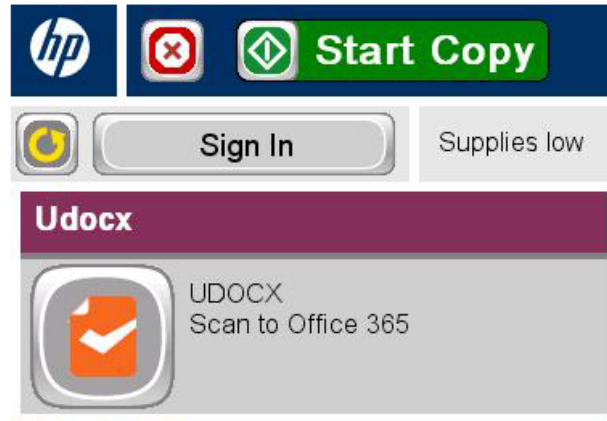 hp
Start Copy
Sign In
Supplies low
Udocx
UDOCX
Scan to Office 365